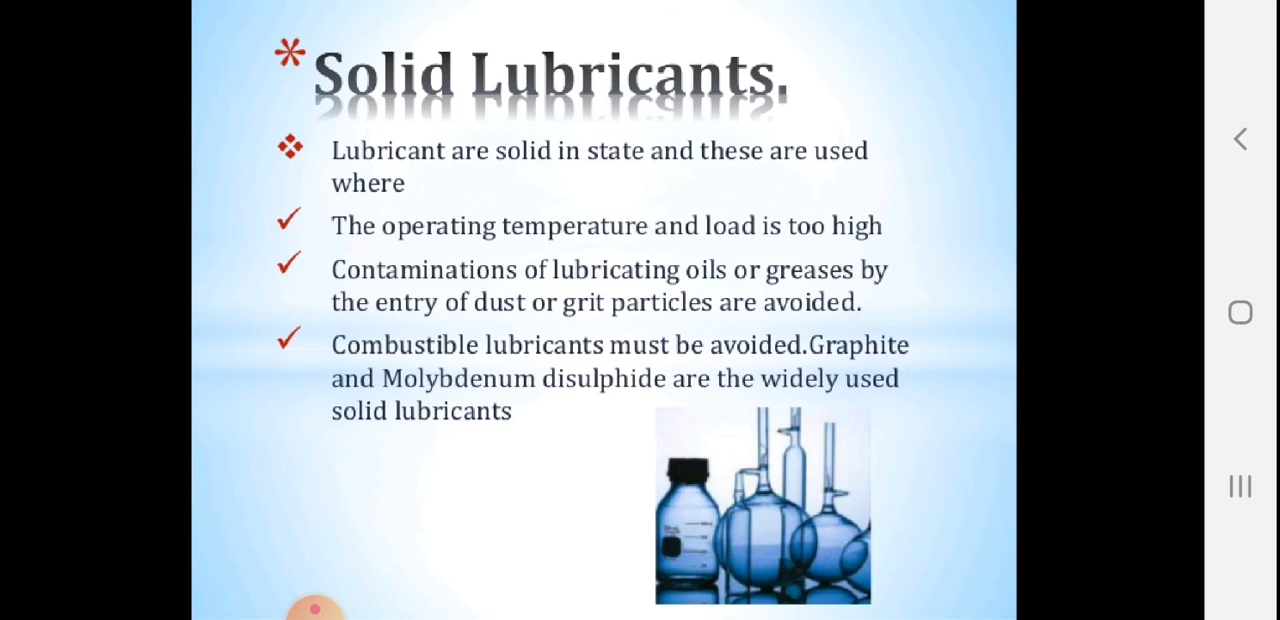 * Solid Lubricants.
❖ Lubricant are solid in state and these are used
where
✓ The operating temperature and load is too high
✓ Contaminations of lubricating oils or greases by
the entry of dust or grit particles are avoided.
✓ Combustible lubricants must be avoided.Graphite
and Molybdenum disulphide are the widely used
solid lubricants